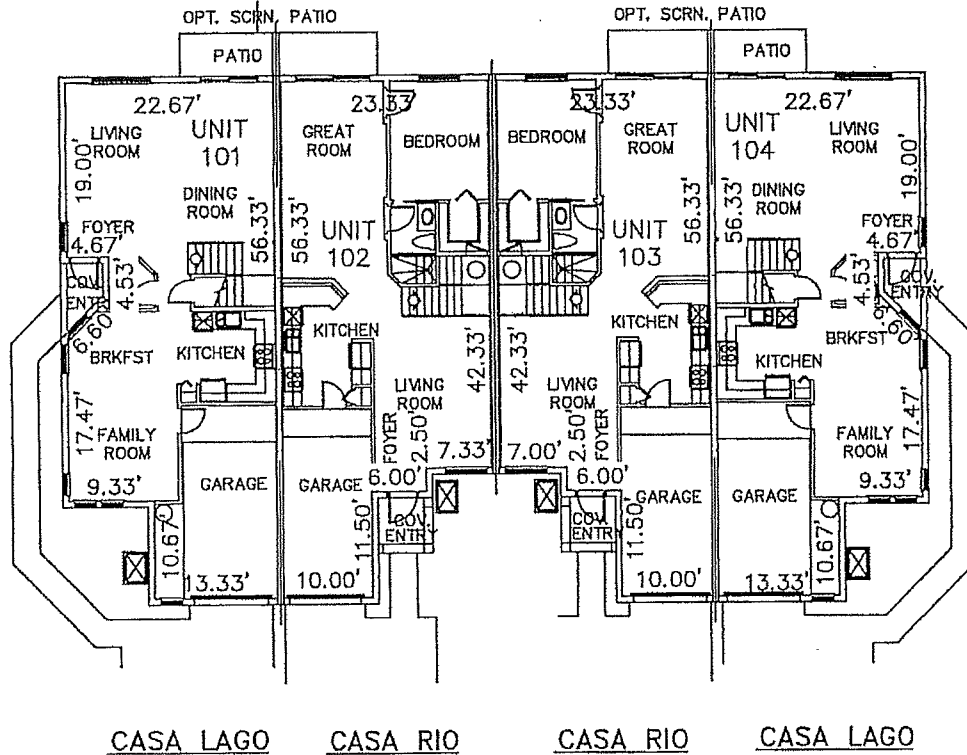 OPT. SCRN. PATIO
OPT. SCRN. PATIO
PATIO
PATIO
22.67'
23.33'
23.33'
22.67'
LIVING
ROOM
19.00'
UNIT
101
DINING
ROOM
FOYER
4.67'
4.53'
COV.
ENTRY
6.60'
56.33'
BRKFST
KITCHEN
17.47'
FAMILY
ROOM
9.33'
GARAGE
10.67'
13.33'
GREAT
ROOM
BEDROOM
56.33'
UNIT
102
KITCHEN
LIVING
ROOM
42.33'
FOYER
2.50'
7.33'
6.00'
GARAGE
COV.
ENTRY
11.50'
10.00'
BEDROOM
GREAT
ROOM
56.33'
UNIT
103
KITCHEN
42.33'
LIVING
ROOM
2.50'
FOYER
7.00'
6.00'
GARAGE
COV.
ENTR
11.50'
10.00'
UNIT
104
LIVING
ROOM
19.00'
56.33'
DINING
ROOM
FOYER
4.67'
4.53'
COV.
ENTRY
6.60'
BRKFST
KITCHEN
17.47'
FAMILY
ROOM
9.33'
GARAGE
10.67'
13.33'
CASA LAGO
CASA RIO
CASA RIO
CASA LAGO